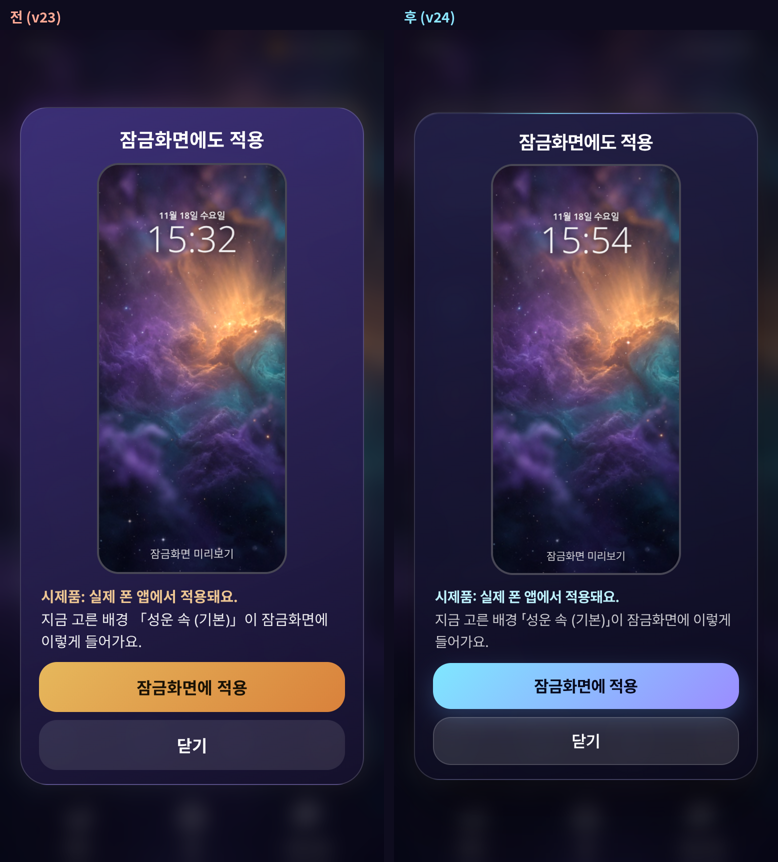 전 (v23)
잠금화면에도 적용
11월 18일 수요일
15:32
잠금화면 미리보기
시제품: 실제 폰 앱에서 적용돼요.
지금 고른 배경 「성운 속 (기본)」이 잠금화면에
이렇게 들어가요.
잠금화면에 적용
닫기
후 (v24)
잠금화면에도 적용
11월 18일 수요일
15:54
잠금화면 미리보기
시제품: 실제 폰 앱에서 적용돼요.
지금 고른 배경 「성운 속 (기본)」이 잠금화면에 이렇게
들어가요.
잠금화면에 적용
닫기